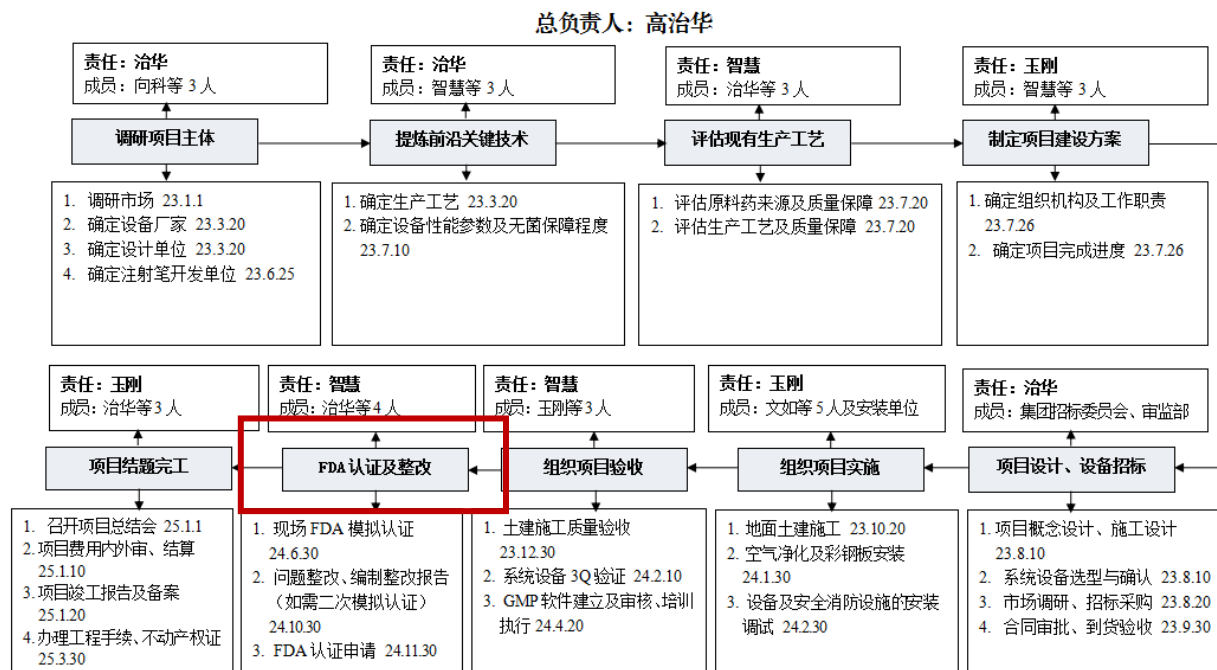 总负责人：高治华
责任：治华
成员：向科等 3 人
调研项目主体
1. 调研市场 23.1.1
2. 确定设备厂家 23.3.20
3. 确定设计单位 23.3.20
4. 确定注射笔开发单位 23.6.25
责任：治华
成员：智慧等 3 人
提炼前沿关键技术
1. 确定生产工艺 23.3.20
2. 确定设备性能参数及无菌保障程度
23.7.10
责任：智慧
成员：治华等 3 人
评估现有生产工艺
1. 评估原料药来源及质量保障 23.7.20
2. 评估生产工艺及质量保障 23.7.20
责任：玉刚
成员：智慧等 3 人
制定项目建设方案
1. 确定组织机构及工作职责
23.7.26
2. 确定项目完成进度 23.7.26
责任：玉刚
成员：治华等 3 人
项目结题完工
1. 召开项目总结会 25.1.1
2. 项目费用内外审、结算
25.1.10
3. 项目竣工报告及备案
25.1.20
4. 办理工程手续、不动产权证
25.3.30
责任：智慧
成员：治华等 4 人
FDA 认证及整改
1. 现场 FDA 模拟认证
24.6.30
2. 问题整改、编制整改报告
（如需二次模拟认证）
24.10.30
3. FDA 认证申请 24.11.30
责任：智慧
成员：玉刚等 3 人
组织项目验收
1. 土建施工质量验收
23.12.30
2. 系统设备 3Q 验证 24.2.10
3. GMP 软件建立及审核、培训
执行 24.4.20
责任：玉刚
成员：文如等 5 人及安装单位
组织项目实施
1. 地面土建施工 23.10.20
2. 空气净化及彩钢板安装
24.1.30
3. 设备及安全消防设施的安装
调试 24.2.30
责任：治华
成员：集团招标委员会、审监部
项目设计、设备招标
1. 项目概念设计、施工设计
23.8.10
2. 系统设备选型与确认 23.8.10
3. 市场调研、招标采购 23.8.20
4. 合同审批、到货验收 23.9.30